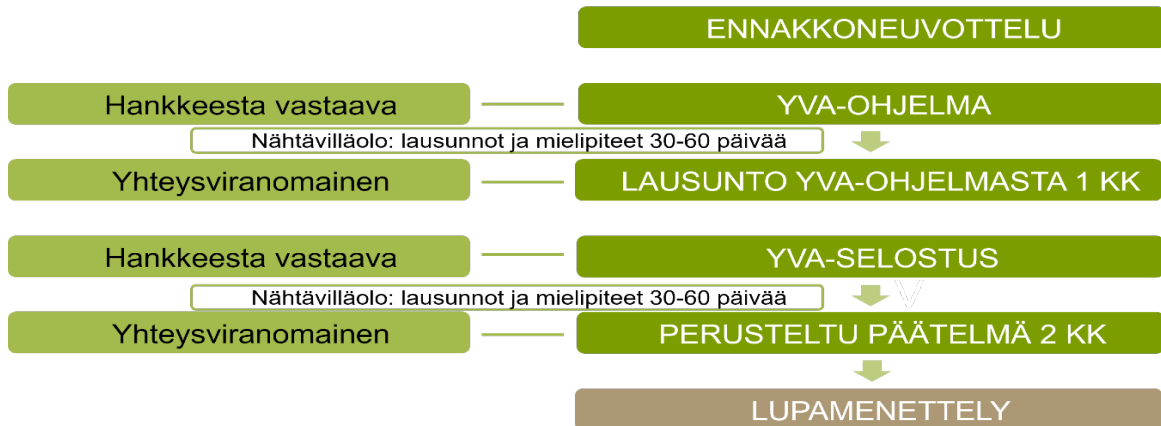 ENNAKKONEUVOTTELU
Hankkeesta vastaava
YVA-OHJELMA
Nähtävilläolo: lausunnot ja mielipiteet 30-60 päivää
Yhteysviranomainen
LAUSUNTO YVA-OHJELMASTA 1 KK
Hankkeesta vastaava
YVA-SELOSTUS
Nähtävilläolo: lausunnot ja mielipiteet 30-60 päivää
Yhteysviranomainen
PERUSTELTU PÄÄTELMÄ 2 KK
LUPAMENETTELY